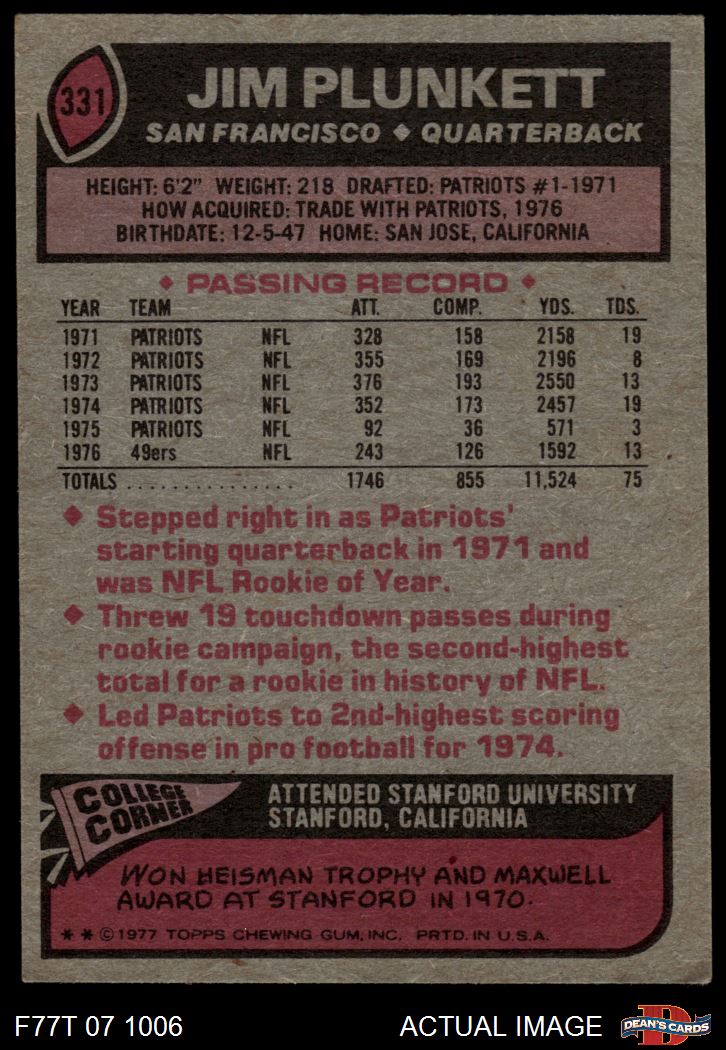 331
JIM PLUNKETT
SAN FRANCISCO ◆ QUARTERBACK
HEIGHT: 6'2" WEIGHT: 218 DRAFTED: PATRIOTS #1-1971
HOW ACQUIRED: TRADE WITH PATRIOTS, 1976
BIRTHDATE: 12-5-47 HOME: SAN JOSE, CALIFORNIA
◆ PASSING RECORD ◆
YEAR TEAM ATT. COMP. YDS. TDS.
1971 PATRIOTS NFL 328 158 2158 19
1972 PATRIOTS NFL 355 169 2196 8
1973 PATRIOTS NFL 376 193 2550 13
1974 PATRIOTS NFL 352 173 2457 19
1975 PATRIOTS NFL 92 36 571 3
1976 49ers NFL 243 126 1592 13
TOTALS . . . . . . . . . . . . . . . 1746 855 11,524 75
◆ Stepped right in as Patriots'
starting quarterback in 1971 and
was NFL Rookie of Year.
◆ Threw 19 touchdown passes during
rookie campaign, the second-highest
total for a rookie in history of NFL.
◆ Led Patriots to 2nd-highest scoring
offense in pro football for 1974.
COLLEGE
CORNER
ATTENDED STANFORD UNIVERSITY
STANFORD, CALIFORNIA
WON HEISMAN TROPHY AND MAXWELL
AWARD AT STANFORD IN 1970.
* * © 1977 TOPPS CHEWING GUM, INC. PRTD. IN U.S.A.
F77T 07 1006 ACTUAL IMAGE
D
DEAN'S CARDS